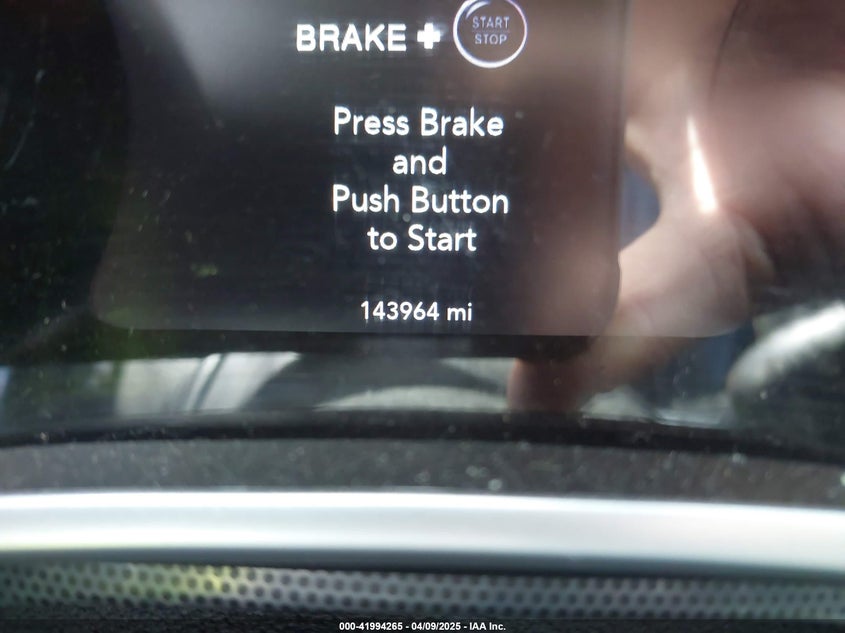 BRAKE + START
STOP
Press Brake
and
Push Button
to Start
143964 mi
000-41994265 - 04/09/2025 - IAA Inc.